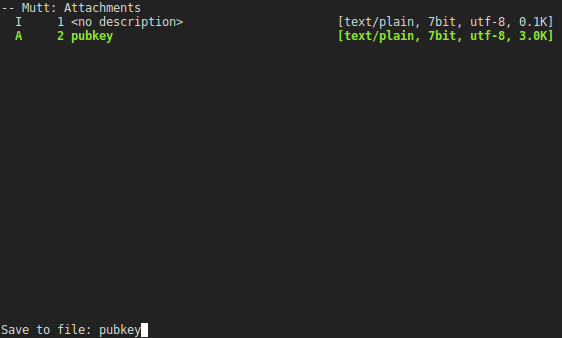 -- Mutt: Attachments
I 1 <no description> [text/plain, 7bit, utf-8, 0.1K]
A 2 pubkey [text/plain, 7bit, utf-8, 3.0K]
Save to file: pubkey